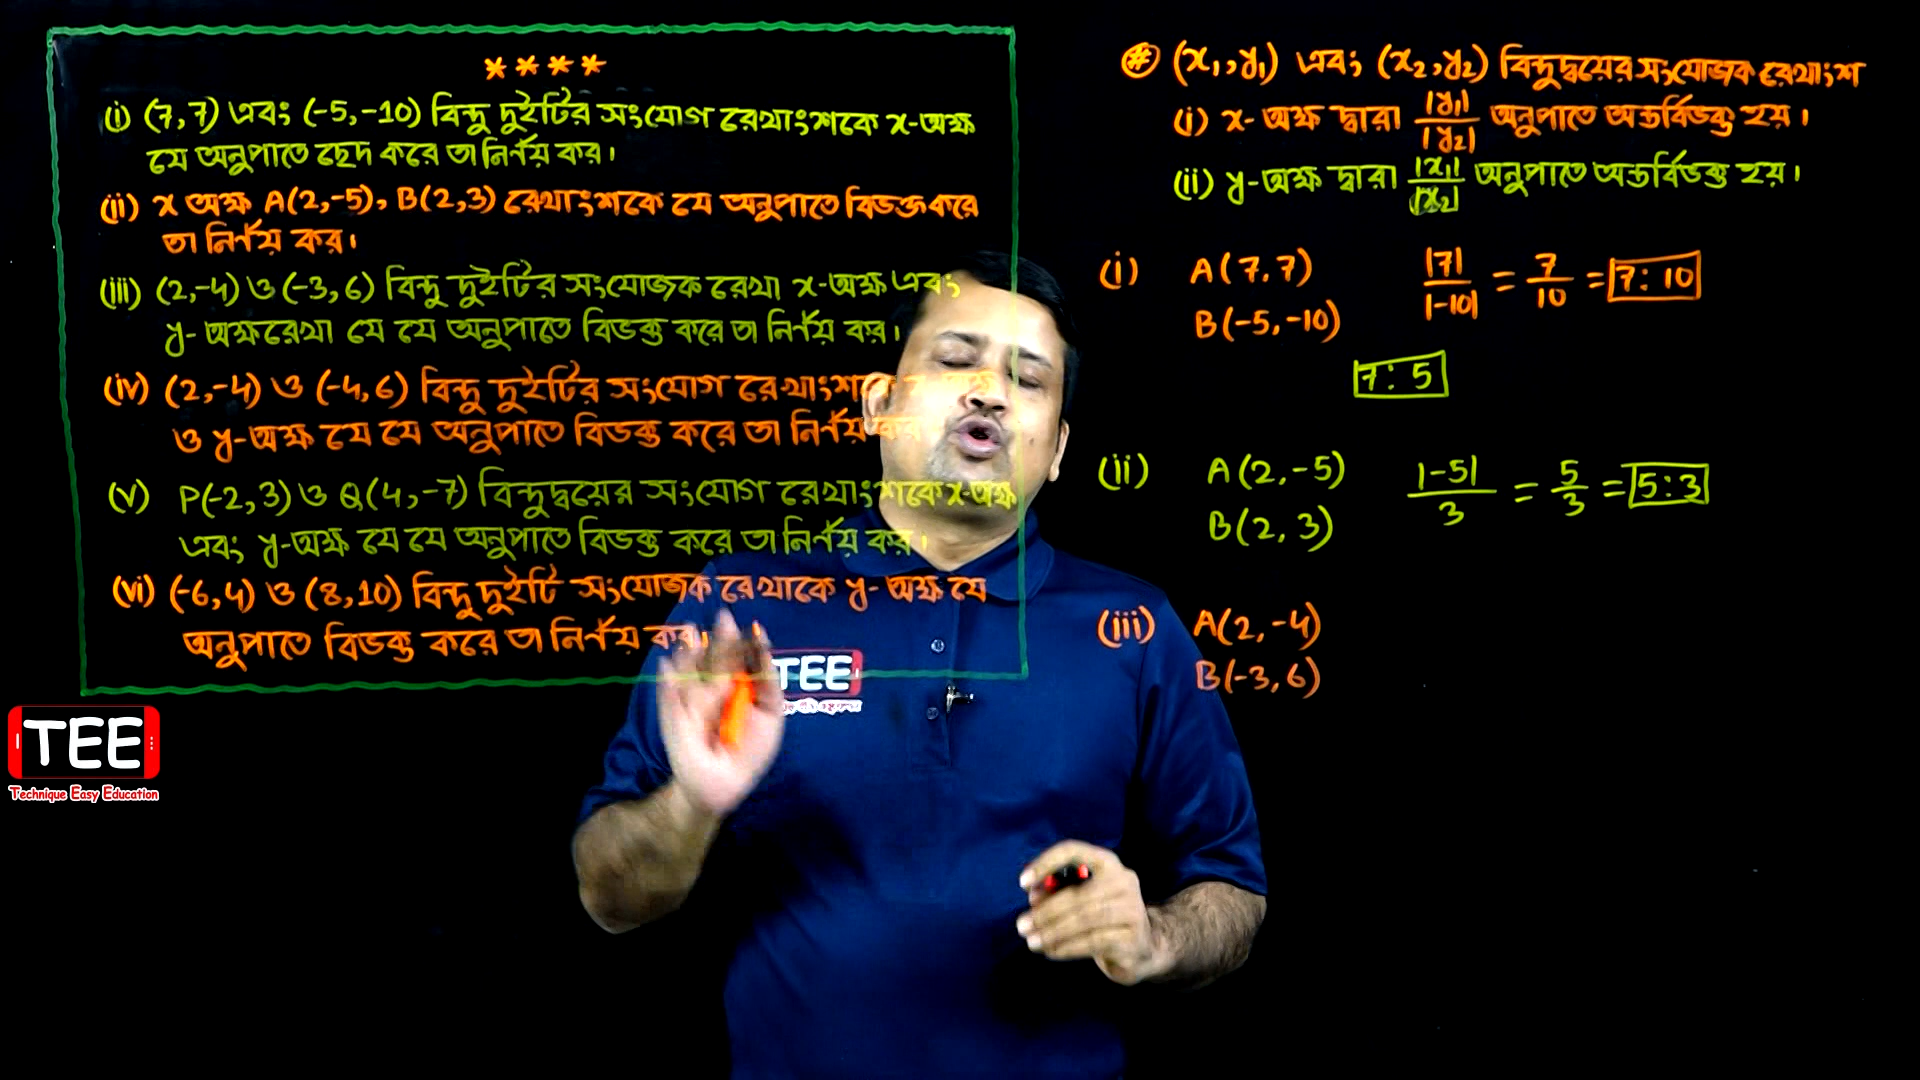 ****
(i) (7,7) এবং (-5,-10) বিন্দু দুইটির সংযোগ রেখাংশকে x-অক্ষ
যে অনুপাতে ছেদ করে তা নির্ণয় কর।
(ii) x অক্ষ A(2,-5), B(2,3) রেখাংশকে যে অনুপাতে বিভক্ত করে
তা নির্ণয় কর।
(iii) (2,-4) ও (-3,6) বিন্দু দুইটির সংযোজক রেখা x-অক্ষ এবং
y-অক্ষরেখা যে যে অনুপাতে বিভক্ত করে তা নির্ণয় কর।
(iv) (2,-4) ও (-4,6) বিন্দু দুইটির সংযোগ
ও y-অক্ষ যে যে অনুপাতে বিভক্ত করে তা নির্ণয় কর
(v) P(-2,3) ও Q(4,-7) বিন্দুদ্বয়ের সংযোগ রেখাংশকে x-অক্ষ
এবং y-অক্ষ যে যে অনুপাতে বিভক্ত করে তা নির্ণয় কর।
(vi) (-6,4) ও (8,10) বিন্দু দুইটি সংযোজক রেখাকে y-অক্ষ যে
অনুপাতে বিভক্ত করে তা নির্ণয় কর।
# (x₁,y₁) এবং (x₂,y₂) বিন্দুদ্বয়ের সংযোজক রেখাংশ
(i) x-অক্ষ দ্বারা |y₁|/|y₂| অনুপাতে অন্তর্বিভক্ত হয়।
(ii) y-অক্ষ দ্বারা |x₁|/|x₂| অনুপাতে অন্তর্বিভক্ত হয়।
(i) A(7,7) |7|/|-10| = 7/10 = 7:10
B(-5,-10)
7:5
(ii) A(2,-5) |-5|/3 = 5/3 = 5:3
B(2,3)
(iii) A(2,-4)
B(-3,6)
TEE
TEE
Technique Easy Education